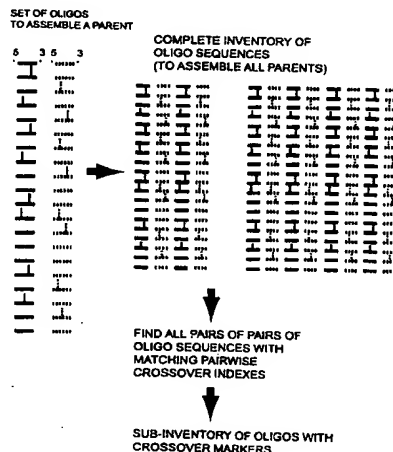 SET OF OLIGOS
TO ASSEMBLE A PARENT
5 3 5 3
COMPLETE INVENTORY OF
OLIGO SEQUENCES
(TO ASSEMBLE ALL PARENTS)
FIND ALL PAIRS OF PAIRS OF
OLIGO SEQUENCES WITH
MATCHING PAIRWISE
CROSSOVER INDEXES
SUB-INVENTORY OF OLIGOS WITH
CROSSOVER MARKERS